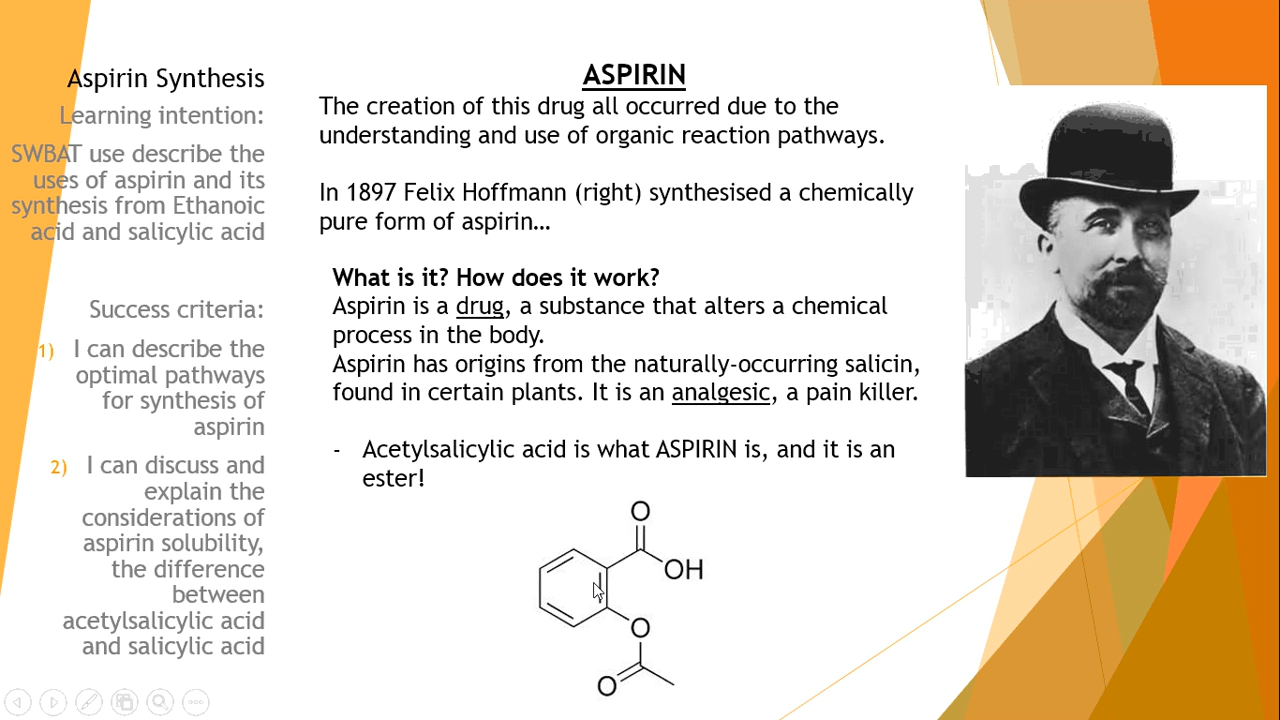 Aspirin Synthesis
Learning intention:
SWBAT use describe the
uses of aspirin and its
synthesis from Ethanoic
acid and salicylic acid
Success criteria:
1) I can describe the
optimal pathways
for synthesis of
aspirin
2) I can discuss and
explain the
considerations of
aspirin solubility,
the difference
between
acetylsalicylic acid
and salicylic acid
ASPIRIN
The creation of this drug all occurred due to the
understanding and use of organic reaction pathways.
In 1897 Felix Hoffmann (right) synthesised a chemically
pure form of aspirin…
What is it? How does it work?
Aspirin is a drug, a substance that alters a chemical
process in the body.
Aspirin has origins from the naturally-occurring salicin,
found in certain plants. It is an analgesic, a pain killer.
- Acetylsalicylic acid is what ASPIRIN is, and it is an
ester!
O
OH
O
O